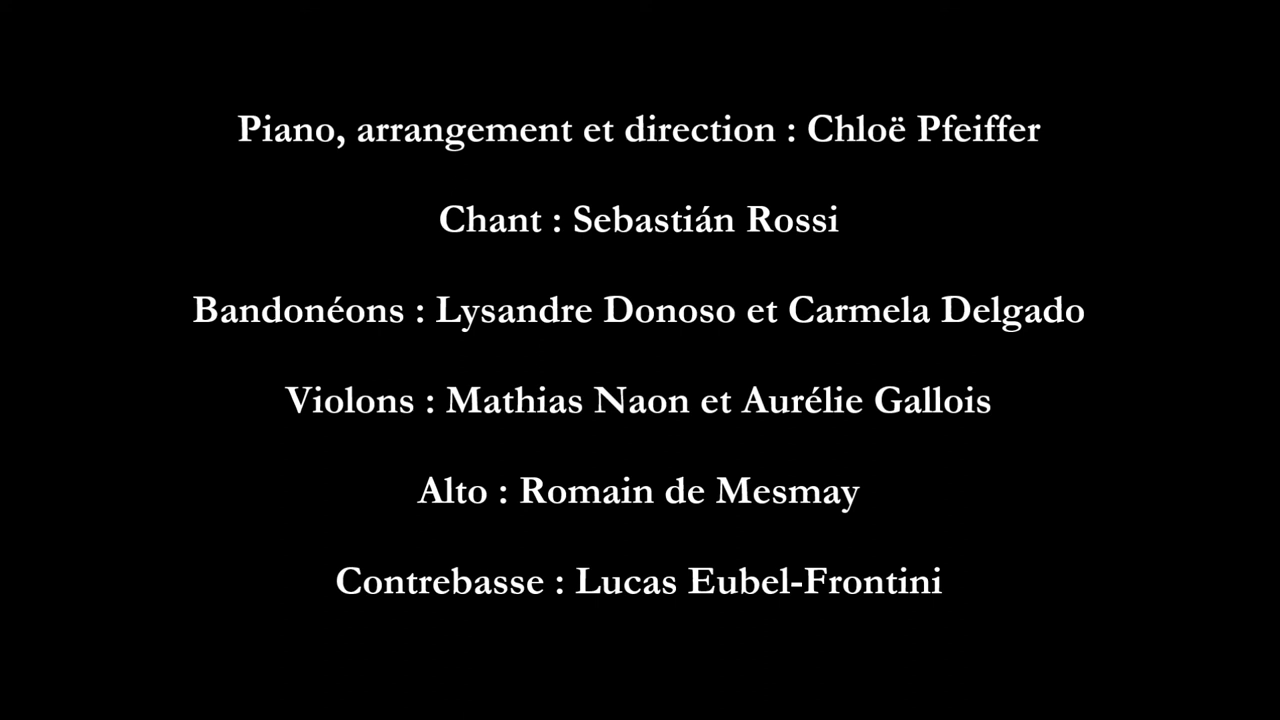 Piano, arrangement et direction : Chloë Pfeiffer
Chant : Sebastián Rossi
Bandonéons : Lysandre Donoso et Carmela Delgado
Violons : Mathias Naon et Aurélie Gallois
Alto : Romain de Mesmay
Contrebasse : Lucas Eubel-Frontini